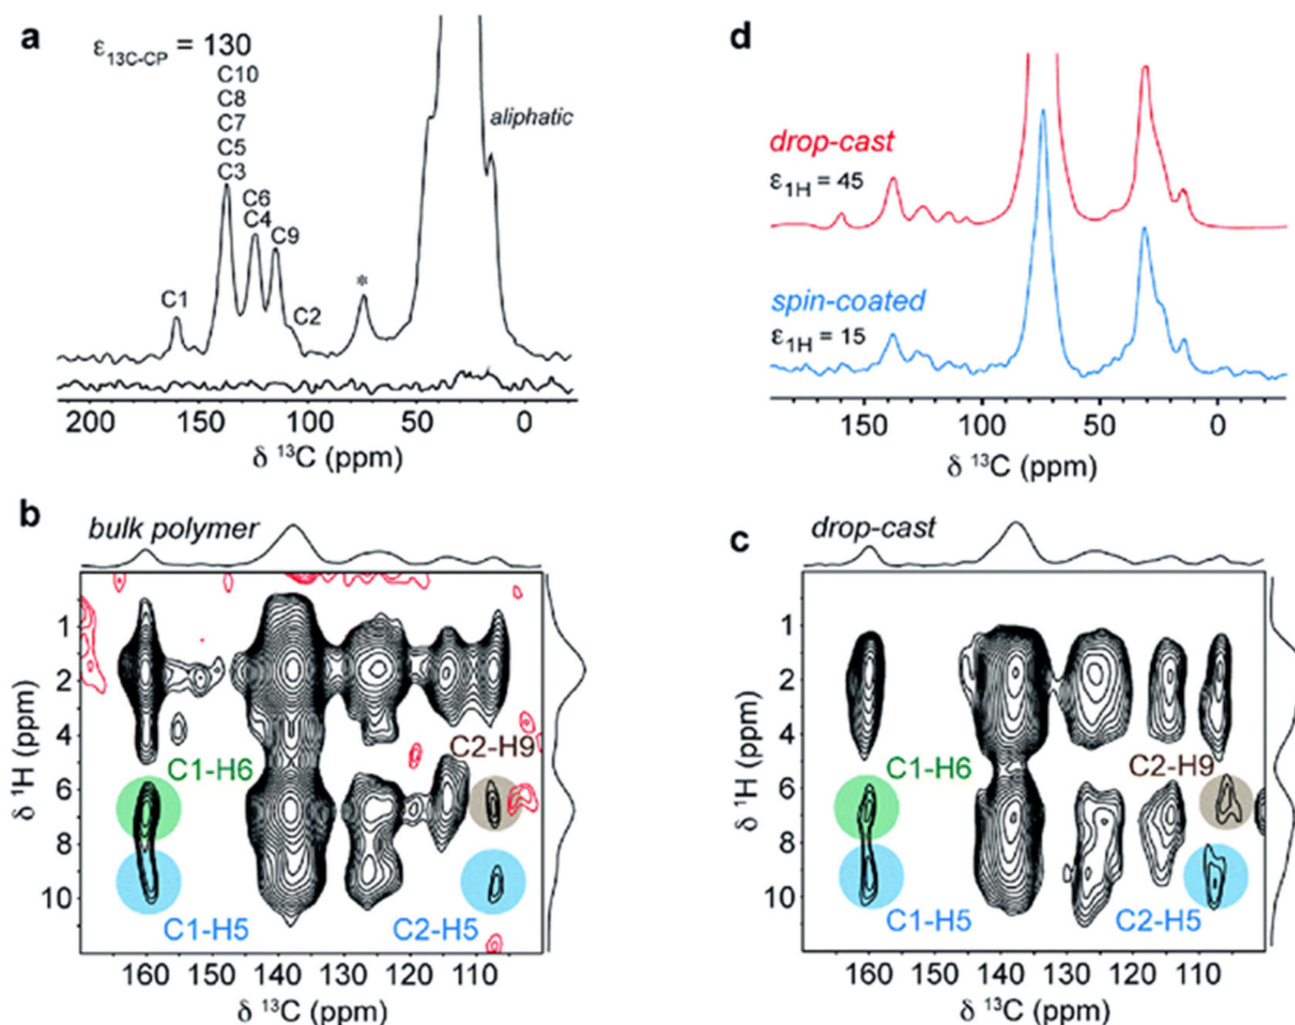 a
ε13C-CP = 130
C10
C8
C7
C5
C3
C6
C4
C9
C1
C2
*
aliphatic
200 150 100 50 0
δ 13C (ppm)
d
drop-cast
ε1H = 45
spin-coated
ε1H = 15
150 100 50 0
δ 13C (ppm)
b
bulk polymer
1
2
4
6
8
10
δ 1H (ppm)
C1-H6
C2-H9
C1-H5
C2-H5
160 150 140 130 120 110
δ 13C (ppm)
c
drop-cast
1
2
4
6
8
10
δ 1H (ppm)
C1-H6
C2-H9
C1-H5
C2-H5
160 150 140 130 120 110
δ 13C (ppm)